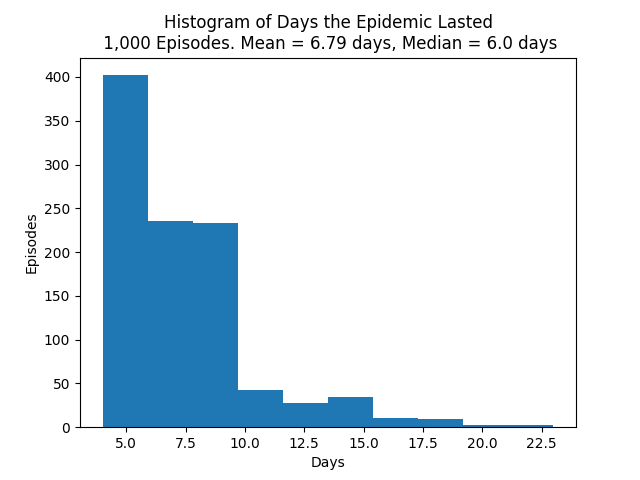 Histogram of Days the Epidemic Lasted
1,000 Episodes. Mean = 6.79 days, Median = 6.0 days
400
350
300
250
200
150
100
50
0
Episodes
5.0 7.5 10.0 12.5 15.0 17.5 20.0 22.5
Days